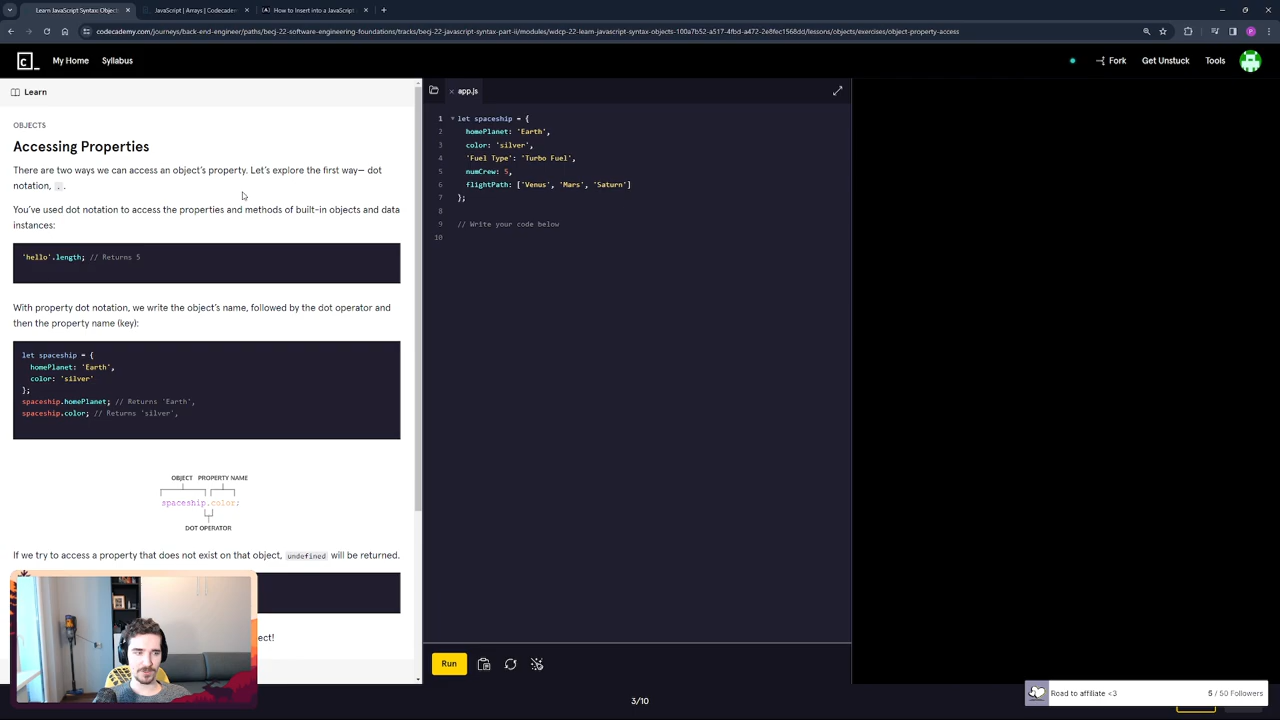 Learn JavaScript Syntax: Object
JavaScript | Arrays | Codecadem
How to Insert into a JavaScript
codecademy.com/journeys/back-end-engineer/paths/becj-22-software-engineering-foundations/tracks/becj-22-javascript-syntax-part-ii/modules/wdcp-22-learn-javascript-syntax-objects-100a7b52-a517-4fbd-a472-2e8fec1568dd/lessons/objects/exercises/object-property-access
My Home
Syllabus
Fork
Get Unstuck
Tools
Learn
app.js
OBJECTS
Accessing Properties
There are two ways we can access an object's property. Let's explore the first way— dot
notation, .
You've used dot notation to access the properties and methods of built-in objects and data
instances:
'hello'.length; // Returns 5
With property dot notation, we write the object's name, followed by the dot operator and
then the property name (key):
let spaceship = {
homePlanet: 'Earth',
color: 'silver'
};
spaceship.homePlanet; // Returns 'Earth',
spaceship.color; // Returns 'silver',
OBJECT PROPERTY NAME
spaceship.color;
DOT OPERATOR
If we try to access a property that does not exist on that object, undefined will be returned.
ect!
1 let spaceship = {
2 homePlanet: 'Earth',
3 color: 'silver',
4 'Fuel Type': 'Turbo Fuel',
5 numCrew: 5,
6 flightPath: ['Venus', 'Mars', 'Saturn']
7 };
8
9 // Write your code below
10
Run
3/10
Road to affiliate <3
5 / 50 Followers